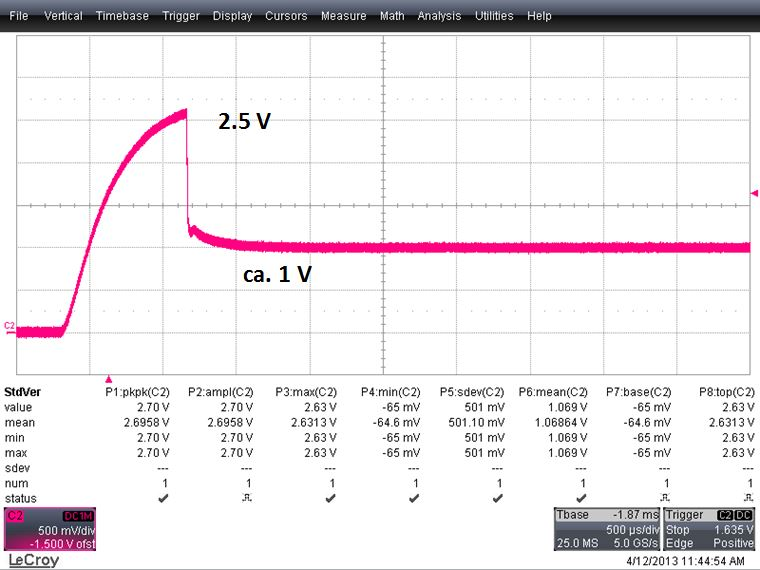 File Vertical Timebase Trigger Display Cursors Measure Math Analysis Utilities Help
2.5 V
ca. 1 V
C2
StdVer P1:pkpk(C2) P2:ampl(C2) P3:max(C2) P4:min(C2) P5:sdev(C2) P6:mean(C2) P7:base(C2) P8:top(C2)
value 2.70 V 2.70 V 2.63 V -65 mV 501 mV 1.069 V -65 mV 2.63 V
mean 2.6958 V 2.6958 V 2.6313 V -64.6 mV 501.10 mV 1.06864 V -64.6 mV 2.6313 V
min 2.70 V 2.70 V 2.63 V -65 mV 501 mV 1.069 V -65 mV 2.63 V
max 2.70 V 2.70 V 2.63 V -65 mV 501 mV 1.069 V -65 mV 2.63 V
sdev --- --- --- --- --- --- --- ---
num 1 1 1 1 1 1 1 1
status
C2 DC1M
500 mV/div
-1.500 V ofst
Tbase -1.87 ms
500 µs/div
25.0 MS 5.0 GS/s
Trigger C2 DC
Stop 1.635 V
Edge Positive
LeCroy
4/12/2013 11:44:54 AM